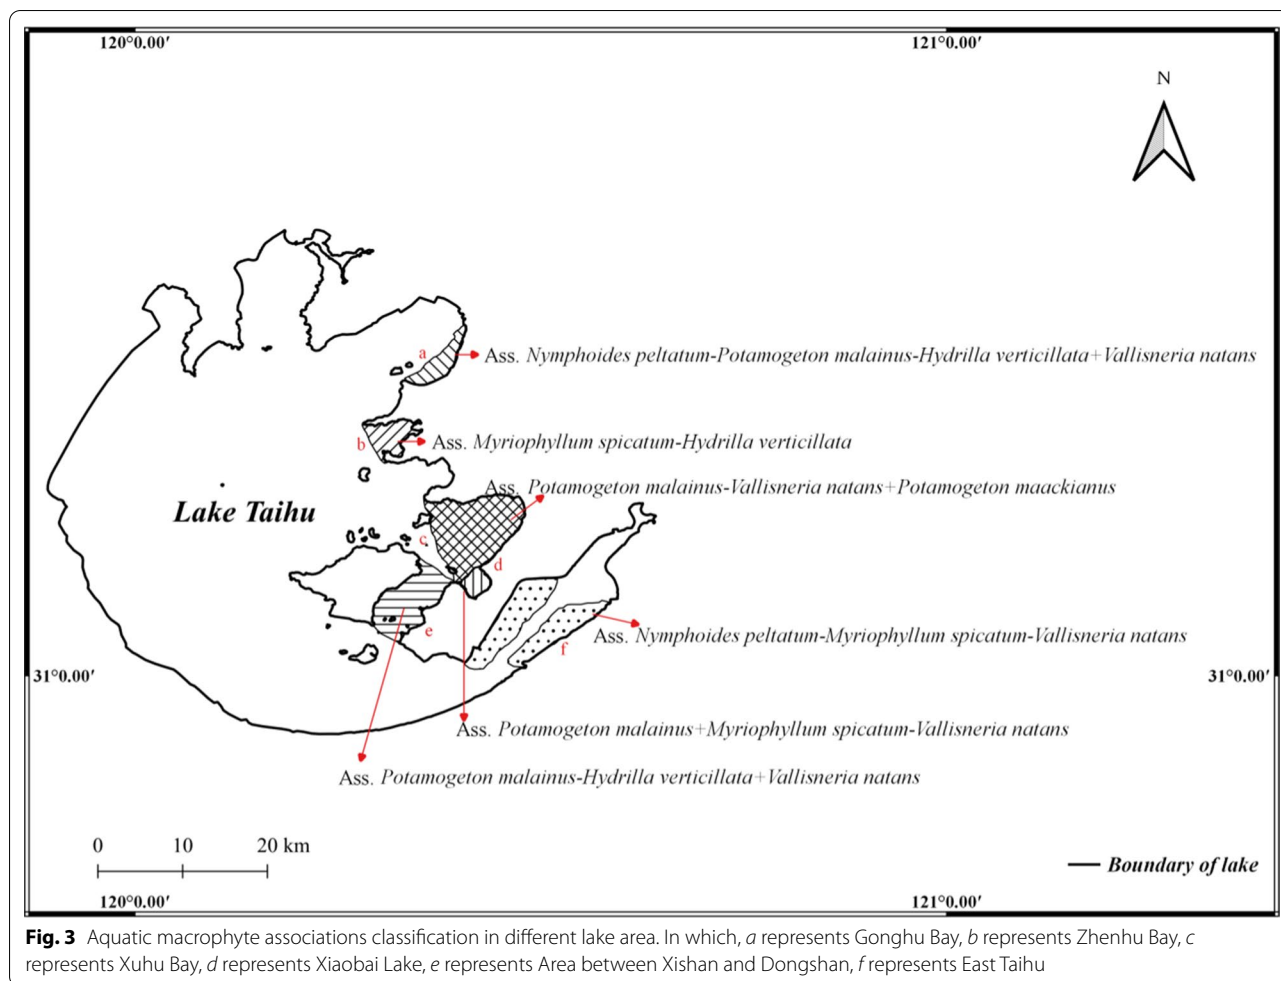 120°0.00′ 121°0.00′
N
a
Ass. Nymphoides peltatum-Potamogeton malainus-Hydrilla verticillata+Vallisneria natans
b
Ass. Myriophyllum spicatum-Hydrilla verticillata
Ass. Potamogeton malainus-Vallisneria natans+Potamogeton maackianus
Lake Taihu
c
d
e
Ass. Nymphoides peltatum-Myriophyllum spicatum-Vallisneria natans
f
31°0.00′ 31°0.00′
Ass. Potamogeton malainus+Myriophyllum spicatum-Vallisneria natans
Ass. Potamogeton malainus-Hydrilla verticillata+Vallisneria natans
0 10 20 km
Boundary of lake
120°0.00′ 121°0.00′
Fig. 3 Aquatic macrophyte associations classification in different lake area. In which, a represents Gonghu Bay, b represents Zhenhu Bay, c
represents Xuhu Bay, d represents Xiaobai Lake, e represents Area between Xishan and Dongshan, f represents East Taihu